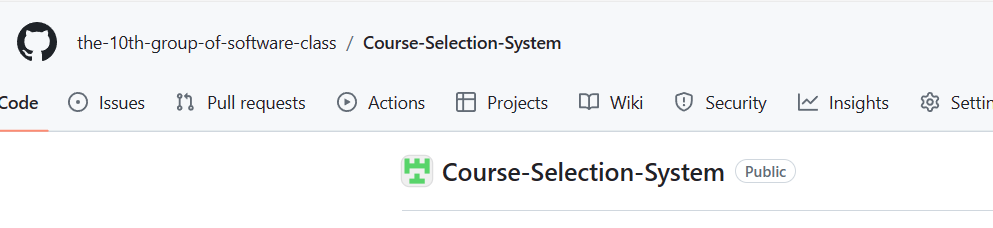 the-10th-group-of-software-class / Course-Selection-System
Code Issues Pull requests Actions Projects Wiki Security Insights Settin
Course-Selection-System Public